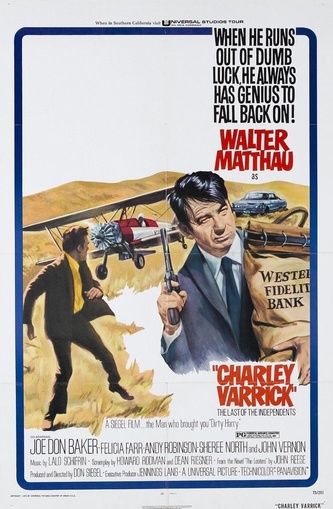 When in Southern California visit UNIVERSAL STUDIOS TOUR
WHEN HE RUNS
OUT OF DUMB
LUCK, HE ALWAYS
HAS GENIUS TO
FALL BACK ON!
WALTER
MATTHAU
as
WESTE
FIDELIT
BANK
"CHARLEY
VARRICK"
THE LAST OF THE INDEPENDENTS
A SIEGEL FILM... the Man who brought you "Dirty Harry"
PG
JOE DON BAKER · FELICIA FARR · ANDY ROBINSON · SHEREE NORTH and JOHN VERNON
Music by LALO SCHIFRIN · Screenplay by HOWARD RODMAN and DEAN RIESNER · From the Novel "The Looters" by JOHN REESE
Produced and Directed by DON SIEGEL · Executive Producer JENNINGS LANG · A UNIVERSAL PICTURE · TECHNICOLOR® PANAVISION®
"CHARLEY VARRICK"